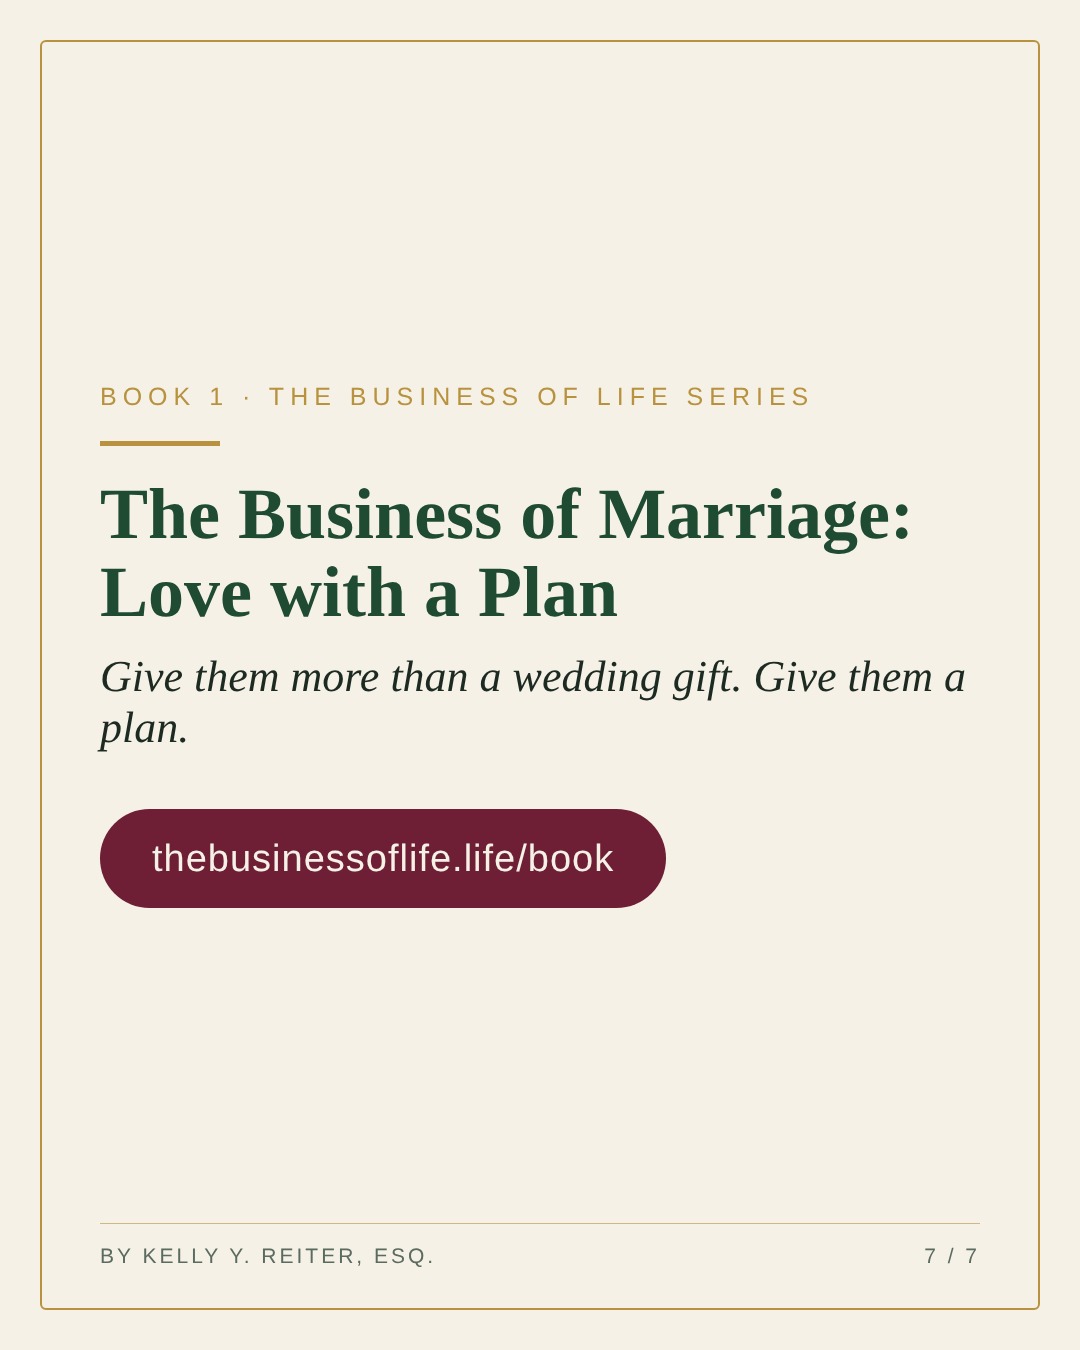 BOOK 1 · THE BUSINESS OF LIFE SERIES
The Business of Marriage:
Love with a Plan
Give them more than a wedding gift. Give them a
plan.
thebusinessoflife.life/book
BY KELLY Y. REITER, ESQ.
7 / 7